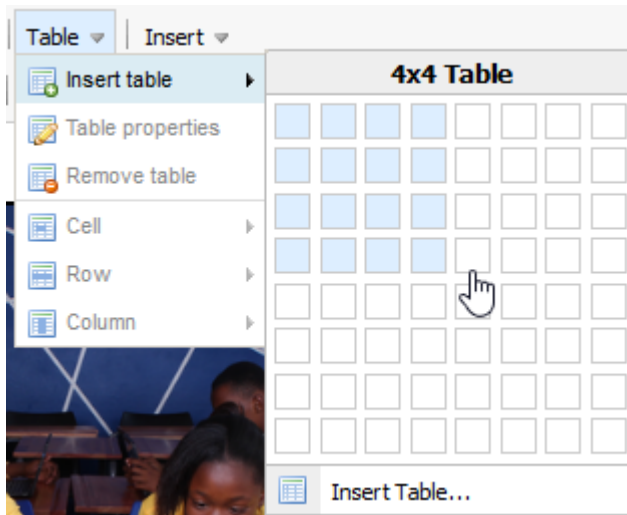 Table
Insert
Insert table
Table properties
Remove table
Cell
Row
Column
4x4 Table
Insert Table...